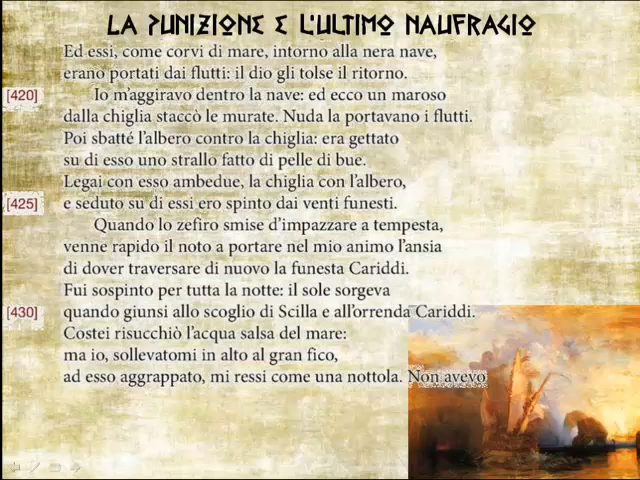 LA PUNIZIONE E L'ULTIMO NAUFRAGIO
Ed essi, come corvi di mare, intorno alla nera nave,
erano portati dai flutti: il dio gli tolse il ritorno.
[420] Io m'aggiravo dentro la nave: ed ecco un maroso
dalla chiglia staccò le murate. Nuda la portavano i flutti.
Poi sbatté l'albero contro la chiglia: era gettato
su di esso uno strallo fatto di pelle di bue.
Legai con esso ambedue, la chiglia con l'albero,
[425] e seduto su di essi ero spinto dai venti funesti.
Quando lo zefiro smise d'impazzare a tempesta,
venne rapido il noto a portare nel mio animo l'ansia
di dover traversare di nuovo la funesta Cariddi.
Fui sospinto per tutta la notte: il sole sorgeva
[430] quando giunsi allo scoglio di Scilla e all'orrenda Cariddi.
Costei risucchiò l'acqua salsa del mare:
ma io, sollevatomi in alto al gran fico,
ad esso aggrappato, mi ressi come una nottola. Non avevo